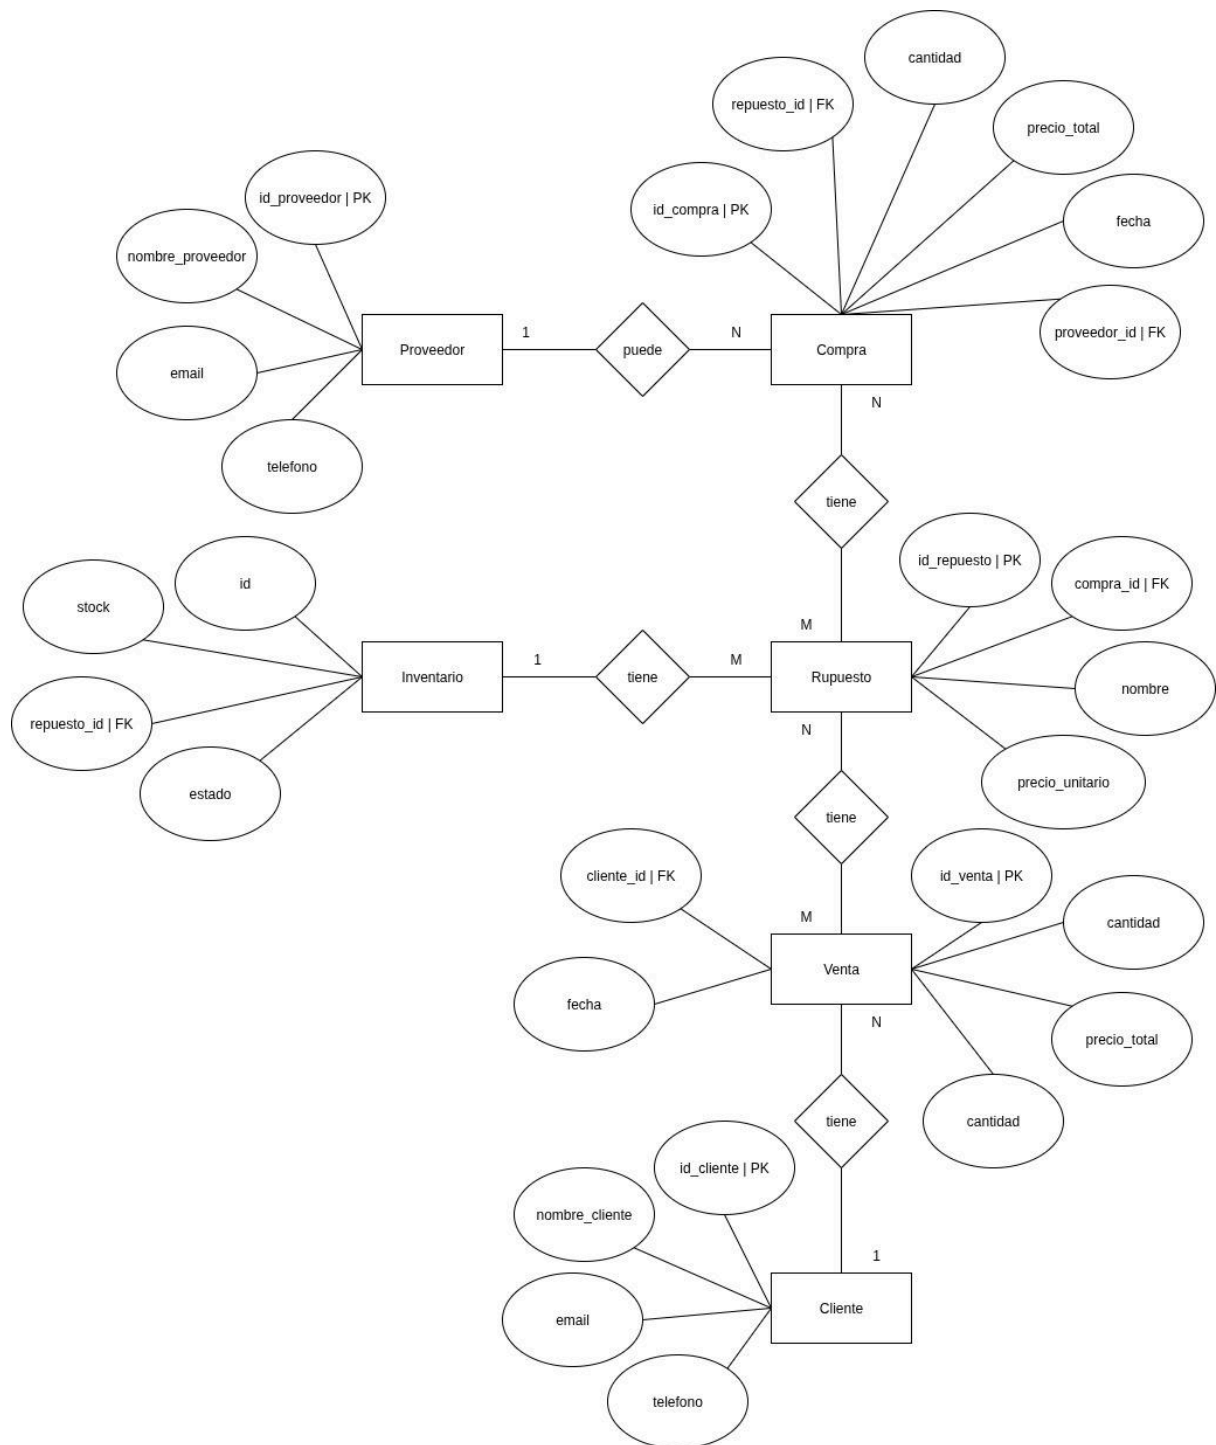 cantidad
repuesto_id | FK
precio_total
id_proveedor | PK
id_compra | PK
fecha
nombre_proveedor
proveedor_id | FK
1
N
Proveedor
puede
Compra
email
N
telefono
tiene
id_repuesto | PK
id
compra_id | FK
stock
M
1
M
Inventario
tiene
Rupuesto
nombre
repuesto_id | FK
N
precio_unitario
estado
tiene
cliente_id | FK
id_venta | PK
M
cantidad
Venta
fecha
N
precio_total
tiene
cantidad
id_cliente | PK
nombre_cliente
1
Cliente
email
telefono